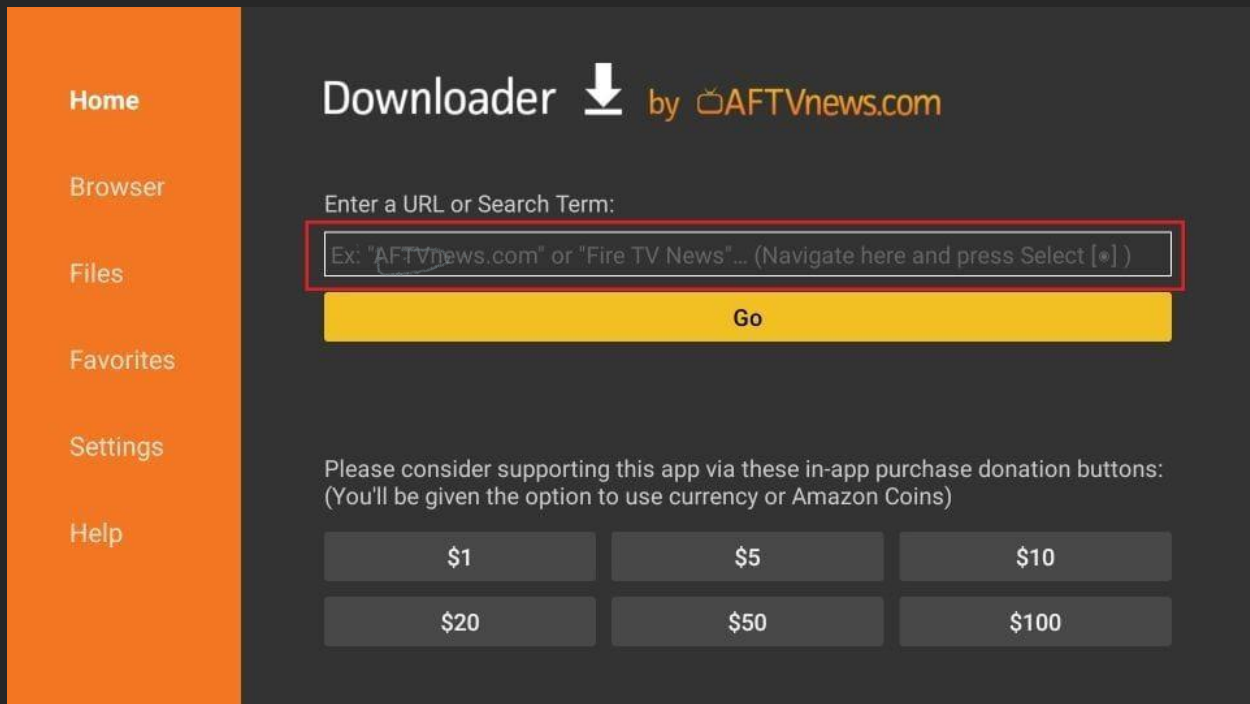 Home
Browser
Files
Favorites
Settings
Help
Downloader by AFTVnews.com
Enter a URL or Search Term:
Ex: "AFTVnews.com" or "Fire TV News"... (Navigate here and press Select [◉] )
Go
Please consider supporting this app via these in-app purchase donation buttons:
(You'll be given the option to use currency or Amazon Coins)
$1 $5 $10
$20 $50 $100